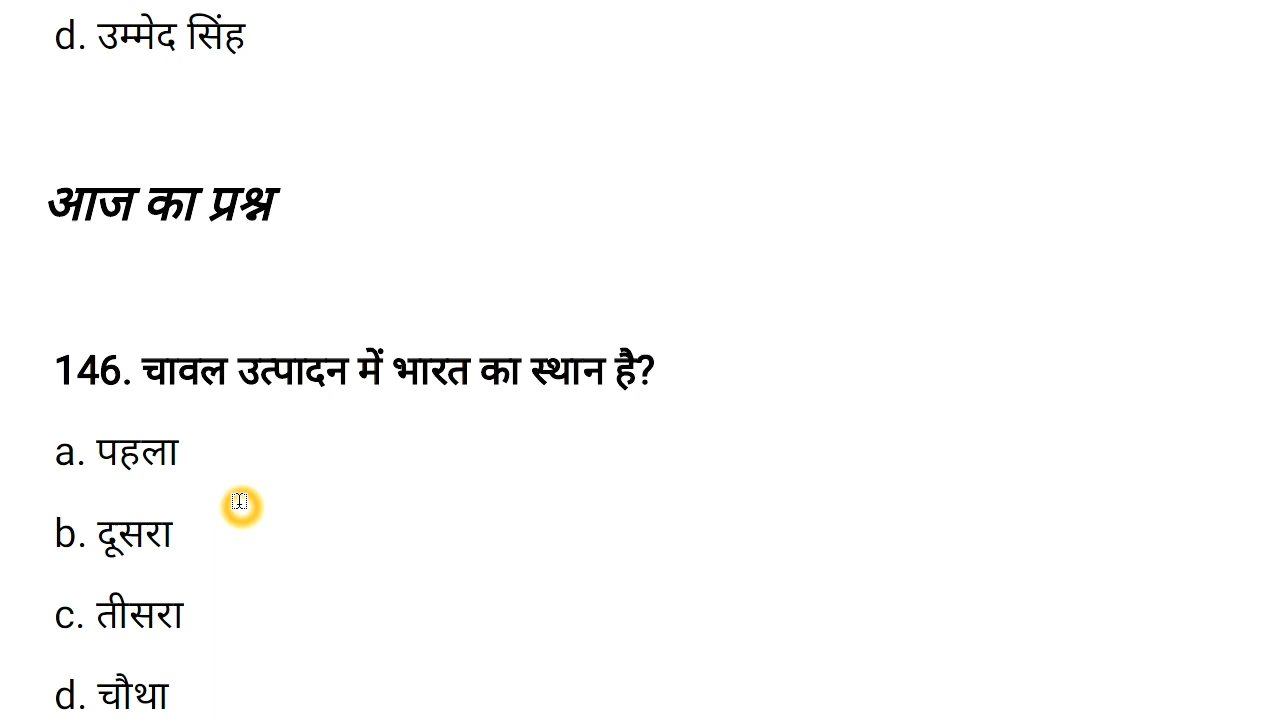 d. उम्मेद सिंह
आज का प्रश्न
146. चावल उत्पादन में भारत का स्थान है?
a. पहला
b. दूसरा
c. तीसरा
d. चौथा